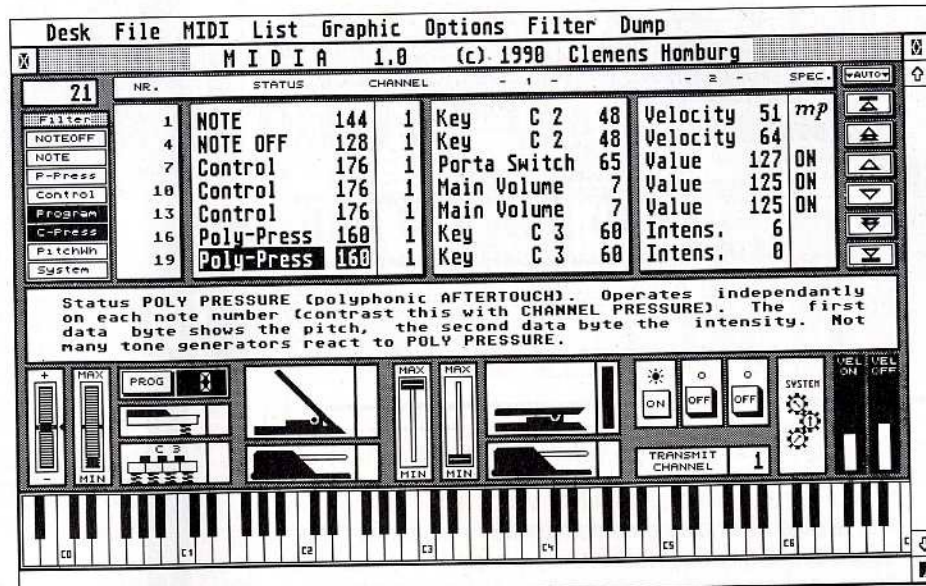 Desk File MIDI List Graphic Options Filter Dump
MIDIA 1.0 (c) 1990 Clemens Homburg
21 NR. STATUS CHANNEL - 1 - - 2 - SPEC. AUTO
Filter
NOTEOFF
NOTE
P-Press
Control
Program
C-Press
PitchWh
System
1 NOTE 144 1 Key C 2 48 Velocity 51 mp
4 NOTE OFF 128 1 Key C 2 48 Velocity 64
7 Control 176 1 Porta Switch 65 Value 127 ON
10 Control 176 1 Main Volume 7 Value 125 ON
13 Control 176 1 Main Volume 7 Value 125 ON
16 Poly-Press 160 1 Key C 3 60 Intens. 6
19 Poly-Press 160 1 Key C 3 60 Intens. 0
Status POLY PRESSURE (polyphonic AFTERTOUCH). Operates independantly
on each note number (contrast this with CHANNEL PRESSURE). The first
data byte shows the pitch, the second data byte the intensity. Not
many tone generators react to POLY PRESSURE.
+ MAX PROG 0 MAX MAX VEL ON VEL OFF
ON OFF OFF SYSTEM
C 3
- MIN MIN MIN TRANSMIT CHANNEL 1
C0 C1 C2 C3 C4 C5 C6 C